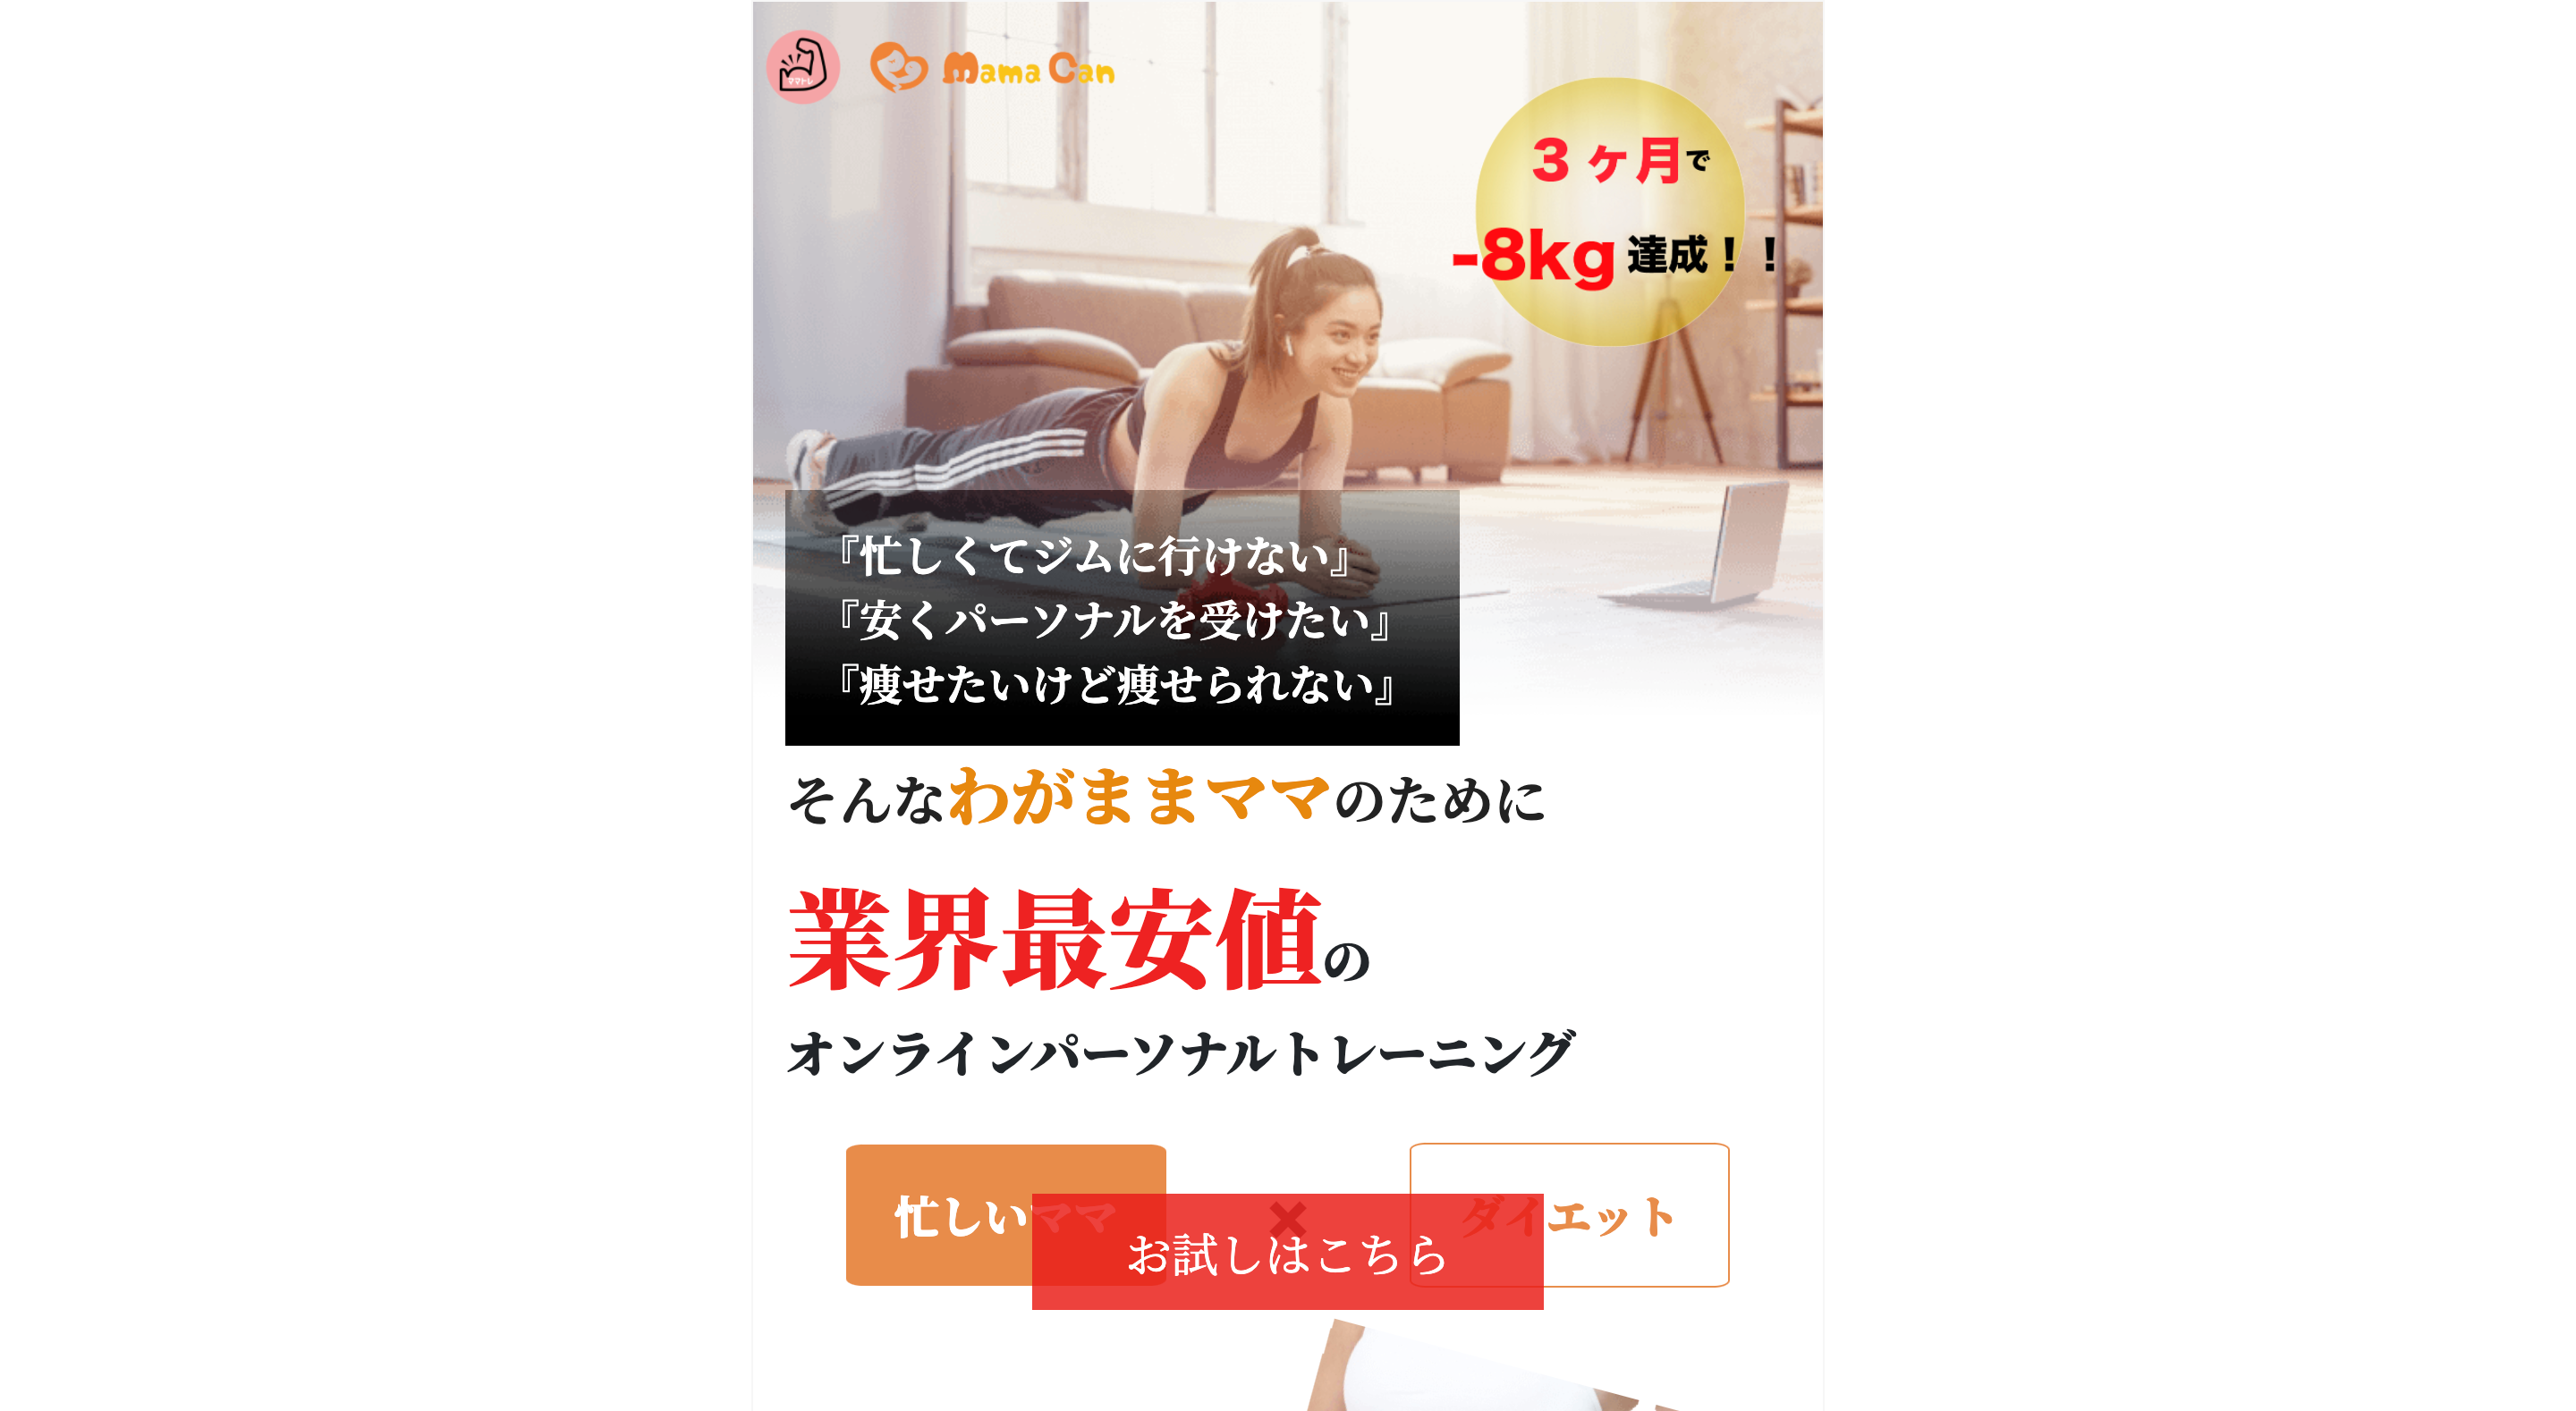 ママトレ
Mama Can
3ヶ月で
-8kg 達成！！
『忙しくてジムに行けない』
『安くパーソナルを受けたい』
『痩せたいけど痩せられない』
そんなわがままママのために
業界最安値の
オンラインパーソナルトレーニング
忙しいママ × ダイエット
お試しはこちら